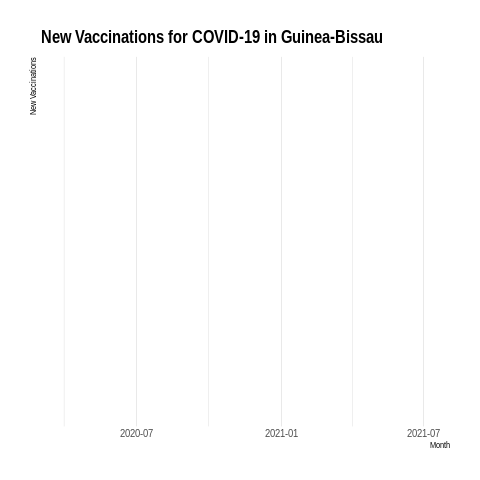 New Vaccinations for COVID-19 in Guinea-Bissau
New Vaccinations
2020-07
2021-01
2021-07
Month